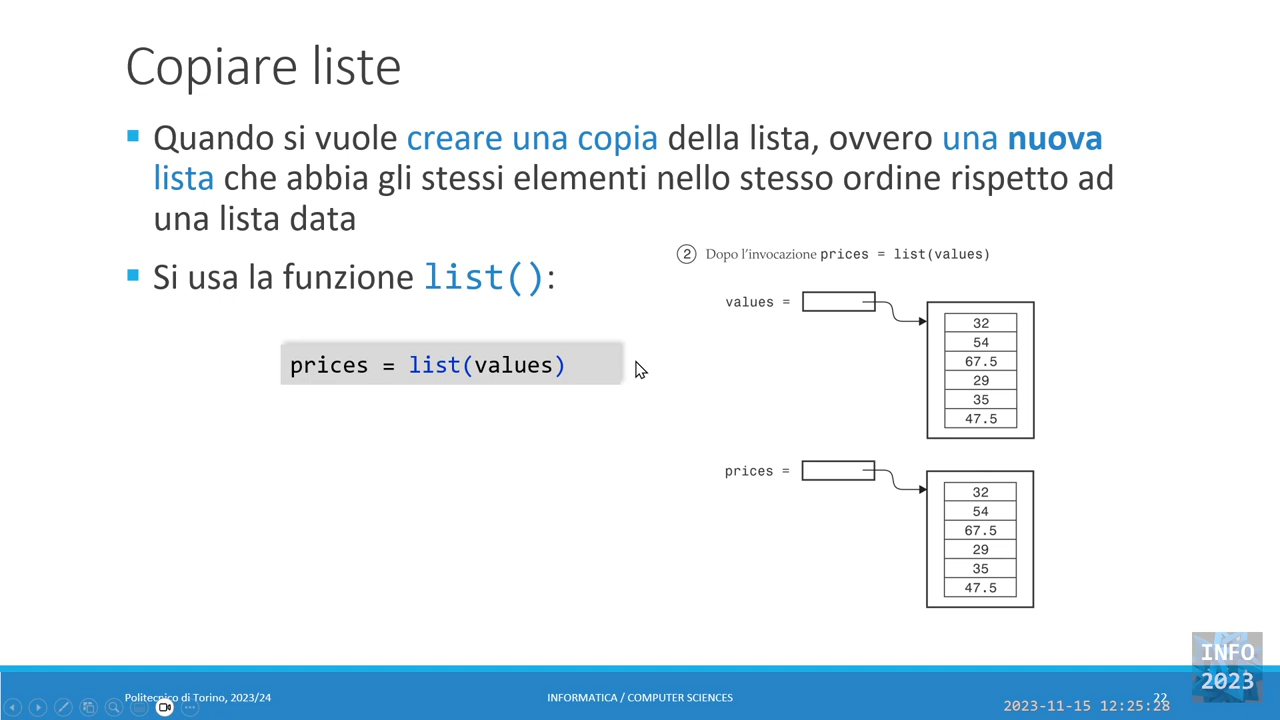 Copiare liste
Quando si vuole creare una copia della lista, ovvero una nuova
lista che abbia gli stessi elementi nello stesso ordine rispetto ad
una lista data
Si usa la funzione list():
prices = list(values)
2 Dopo l'invocazione prices = list(values)
values =
32
54
67.5
29
35
47.5
prices =
32
54
67.5
29
35
47.5
Politecnico di Torino, 2023/24
INFORMATICA / COMPUTER SCIENCES
22
INFO
2023
2023-11-15 12:25:28